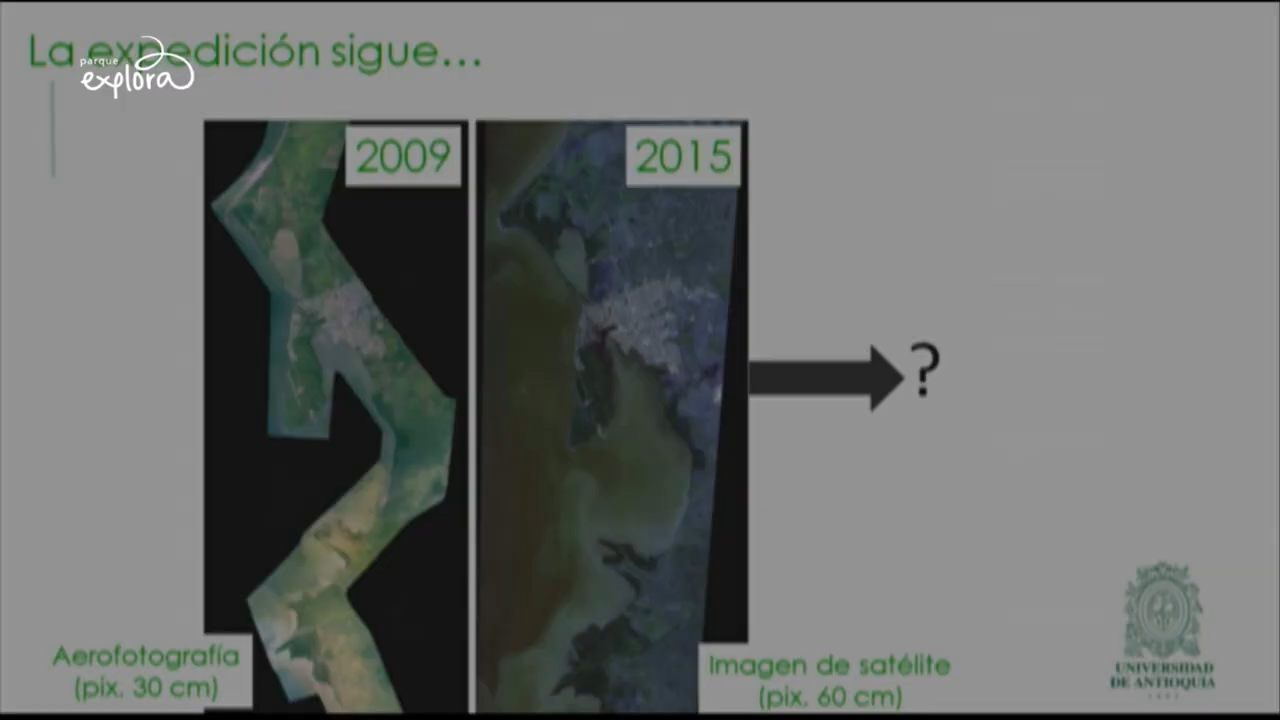 La expedición sigue...
parque
explora
2009
2015
?
Aerofotografía
(pix. 30 cm)
Imagen de satélite
(pix. 60 cm)
UNIVERSIDAD
DE ANTIOQUIA